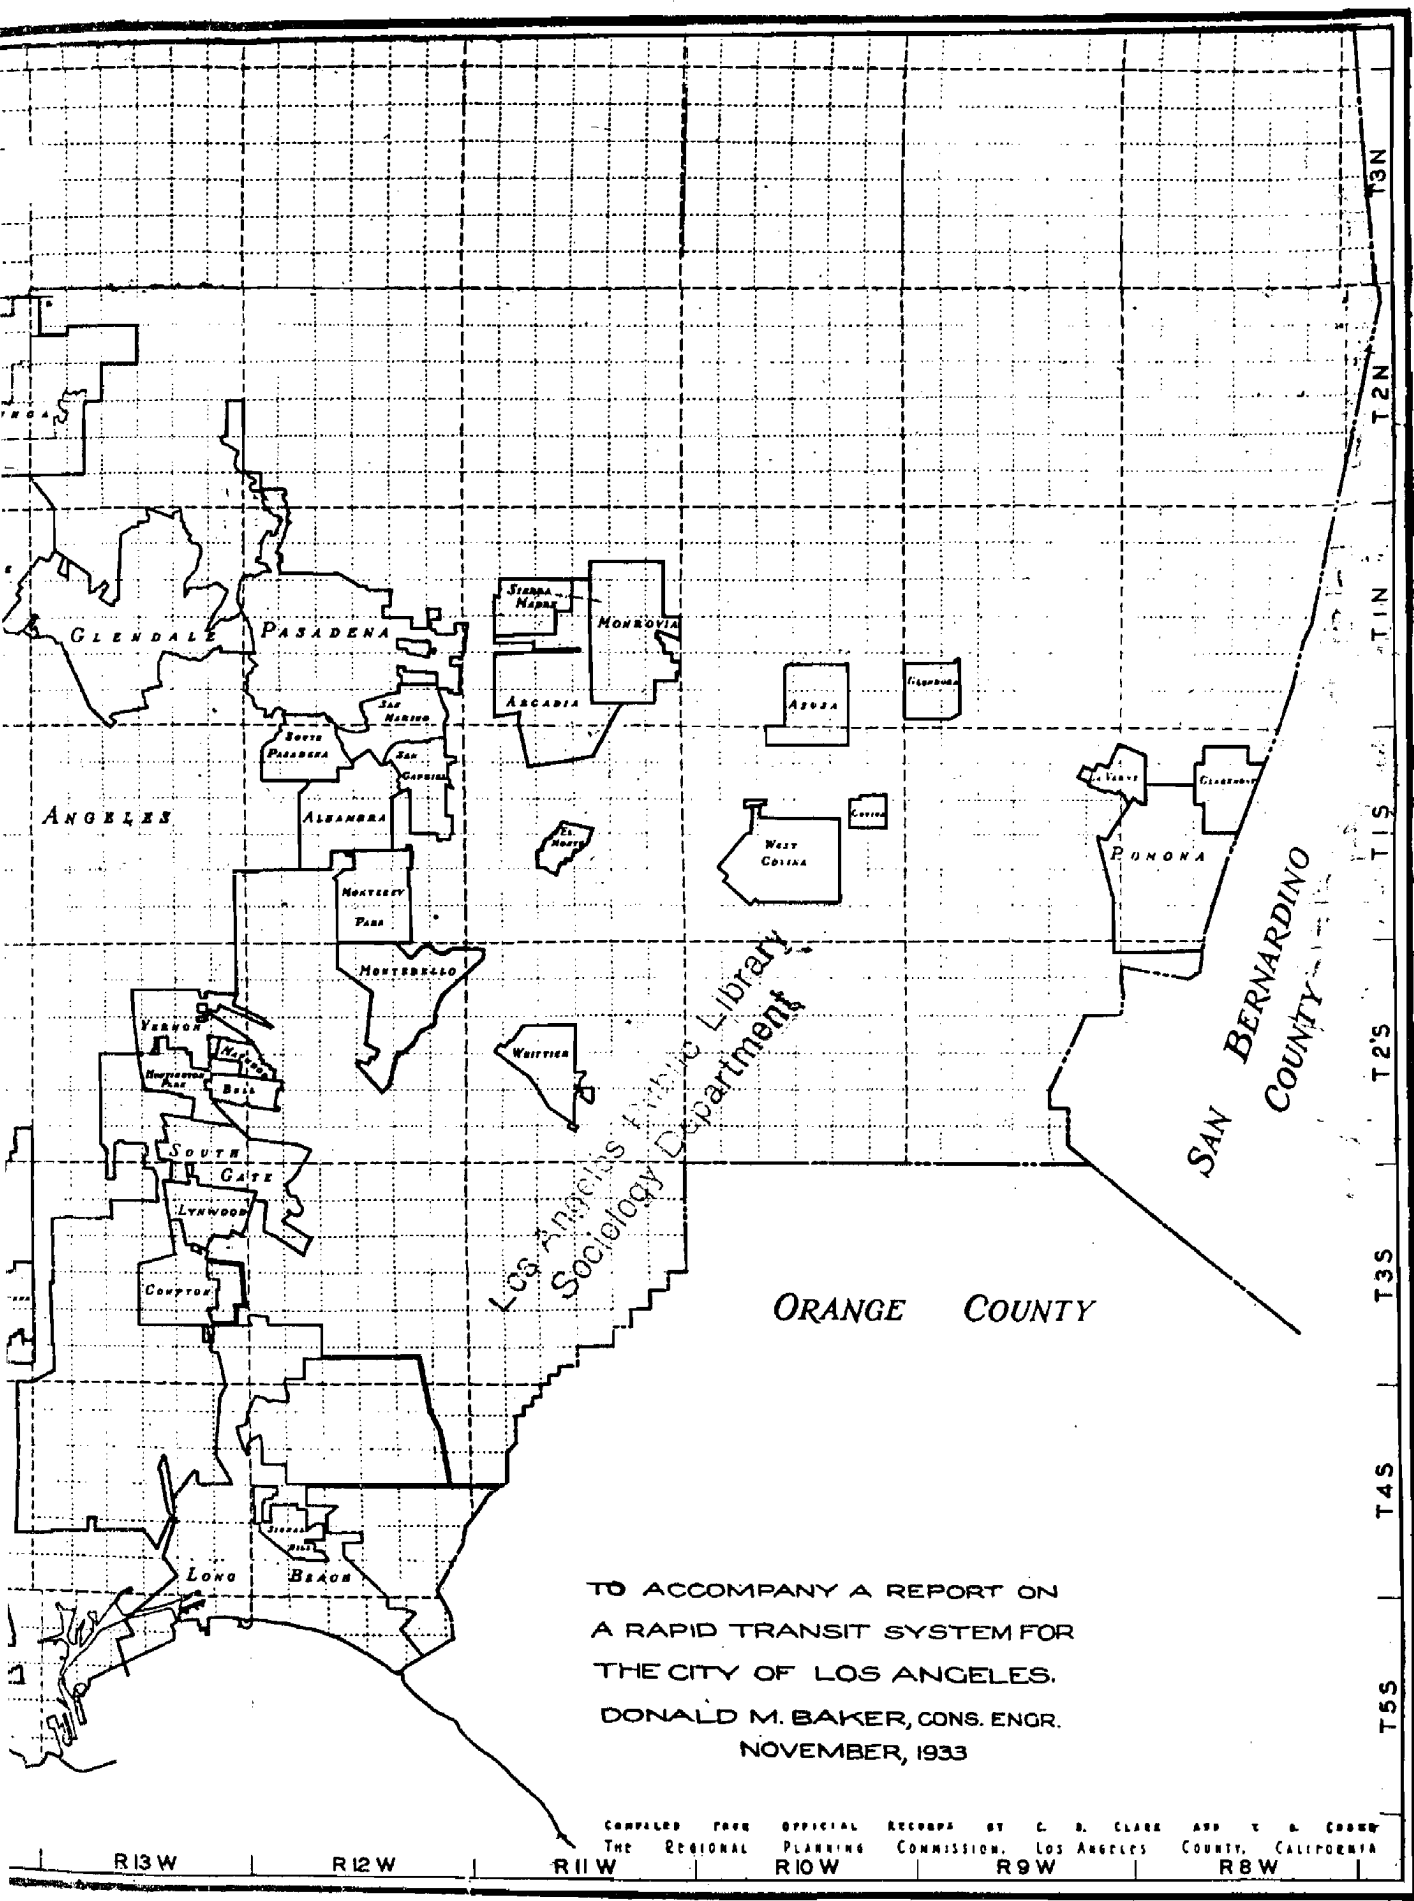 T3N
T2N
SIERRA
MADRE
MONROVIA
T1N
GLENDALE
PASADENA
GLENDORA
SAN
MARINO
ARCADIA
AZUSA
SOUTH
PASADENA
SAN
GABRIEL
LA VERNE
CLAREMONT
ANGELES
ALHAMBRA
COVINA
T1S
EL
MONTE
WEST
COVINA
POMONA
MONTEREY
PARK
MONTEBELLO
SAN BERNARDINO
COUNTY
Los Angeles Public Library
Sociology Department
VERNON
MAYWOOD
WHITTIER
T2S
HUNTINGTON
PARK
BELL
SOUTH
GATE
LYNWOOD
COMPTON
ORANGE COUNTY
T3S
T4S
SIGNAL
HILL
LONG BEACH
TO ACCOMPANY A REPORT ON
A RAPID TRANSIT SYSTEM FOR
THE CITY OF LOS ANGELES.
DONALD M. BAKER, CONS. ENGR.
NOVEMBER, 1933
T5S
COMPILED FROM OFFICIAL RECORDS BY C. D. CLARK AND
THE REGIONAL PLANNING COMMISSION, LOS ANGELES COUNTY, CALIFORNIA
R13W R12W R11W R10W R9W R8W